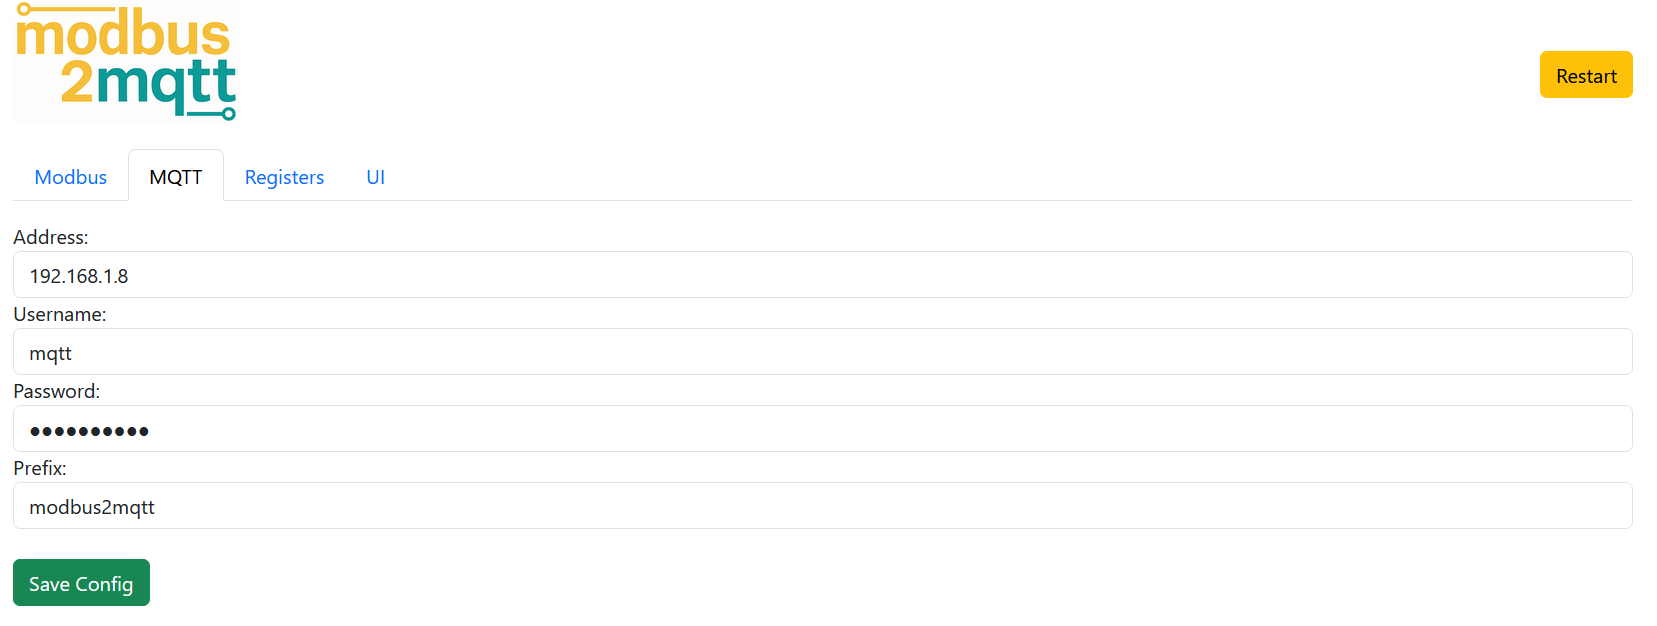 modbus
2mqtt
Restart
Modbus MQTT Registers UI
Address:
192.168.1.8
Username:
mqtt
Password:
●●●●●●●●●●
Prefix:
modbus2mqtt
Save Config